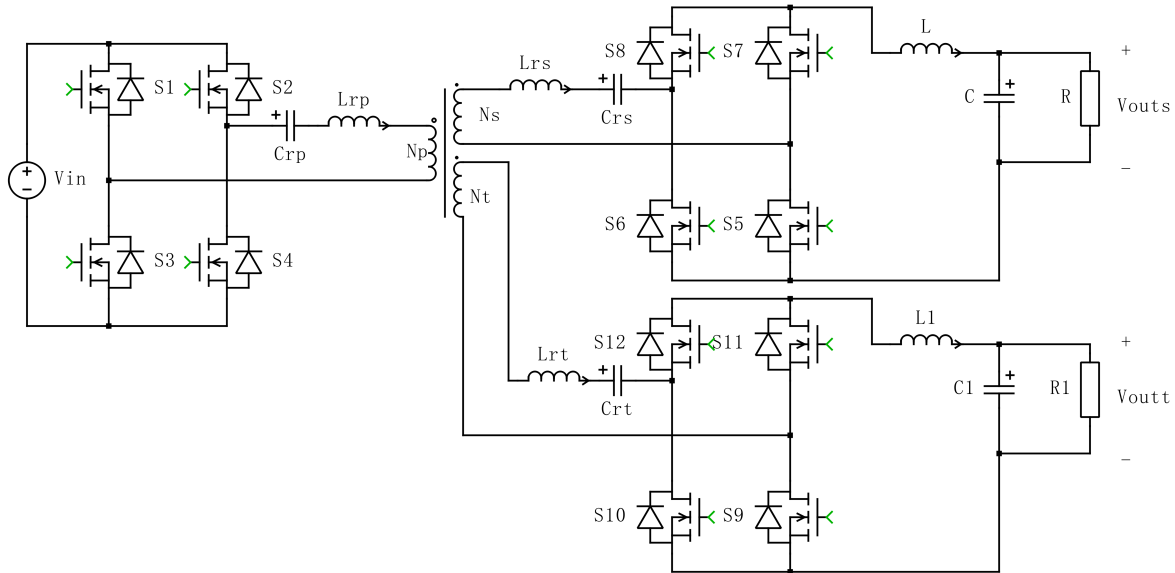 S8
S7
L
+
S1
S2
Lrs
+
+
Vin
+
Lrp
Crp
Np
Ns
Crs
C
R
Vouts
+
−
Nt
−
S6
S5
S3
S4
S12
S11
L1
+
Lrt
+
+
Crt
C1
R1
Voutt
−
S10
S9